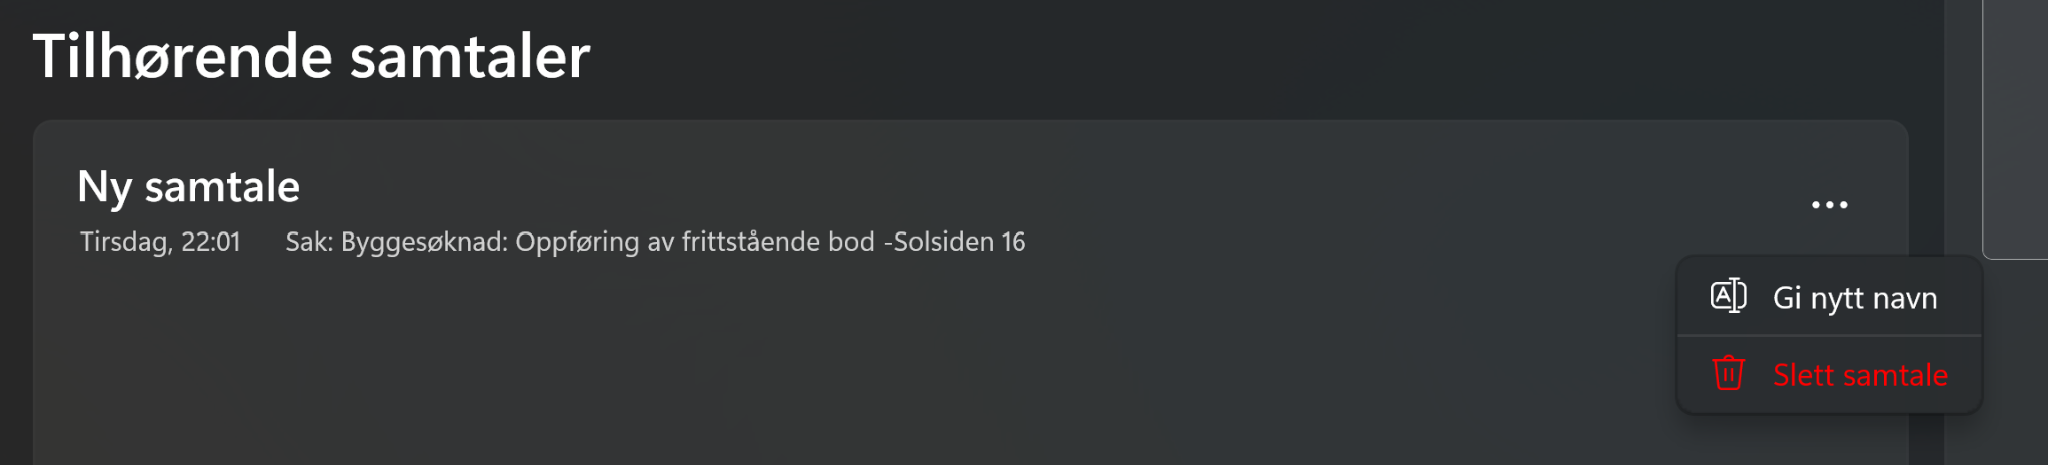 Tilhørende samtaler
Ny samtale
...
Tirsdag, 22:01 Sak: Byggesøknad: Oppføring av frittstående bod -Solsiden 16
Gi nytt navn
Slett samtale